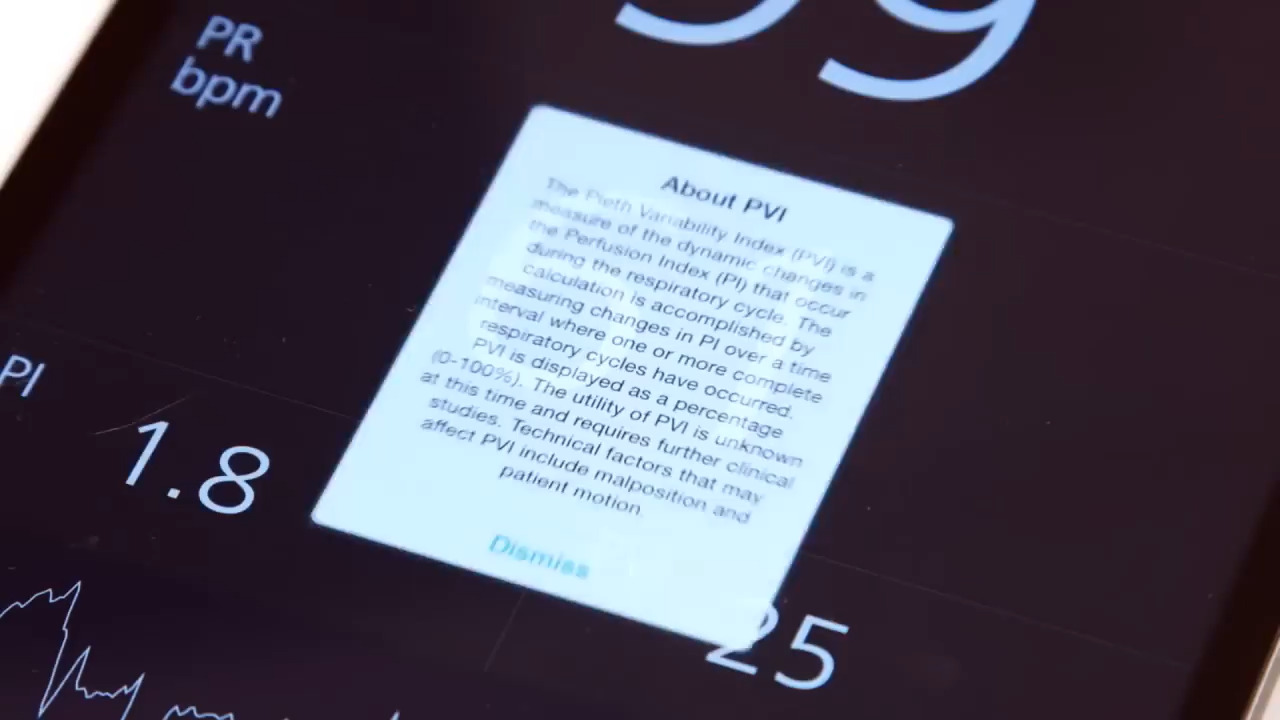 99
PR
bpm
About PVI
The Pleth Variability Index (PVI) is a
measure of the dynamic changes in
the Perfusion Index (PI) that occur
during the respiratory cycle. The
calculation is accomplished by
measuring changes in PI over a time
interval where one or more complete
respiratory cycles have occurred.
PVI is displayed as a percentage
(0-100%). The utility of PVI is unknown
at this time and requires further clinical
studies. Technical factors that may
affect PVI include malposition and
patient motion.
Dismiss
PI
1.8
25